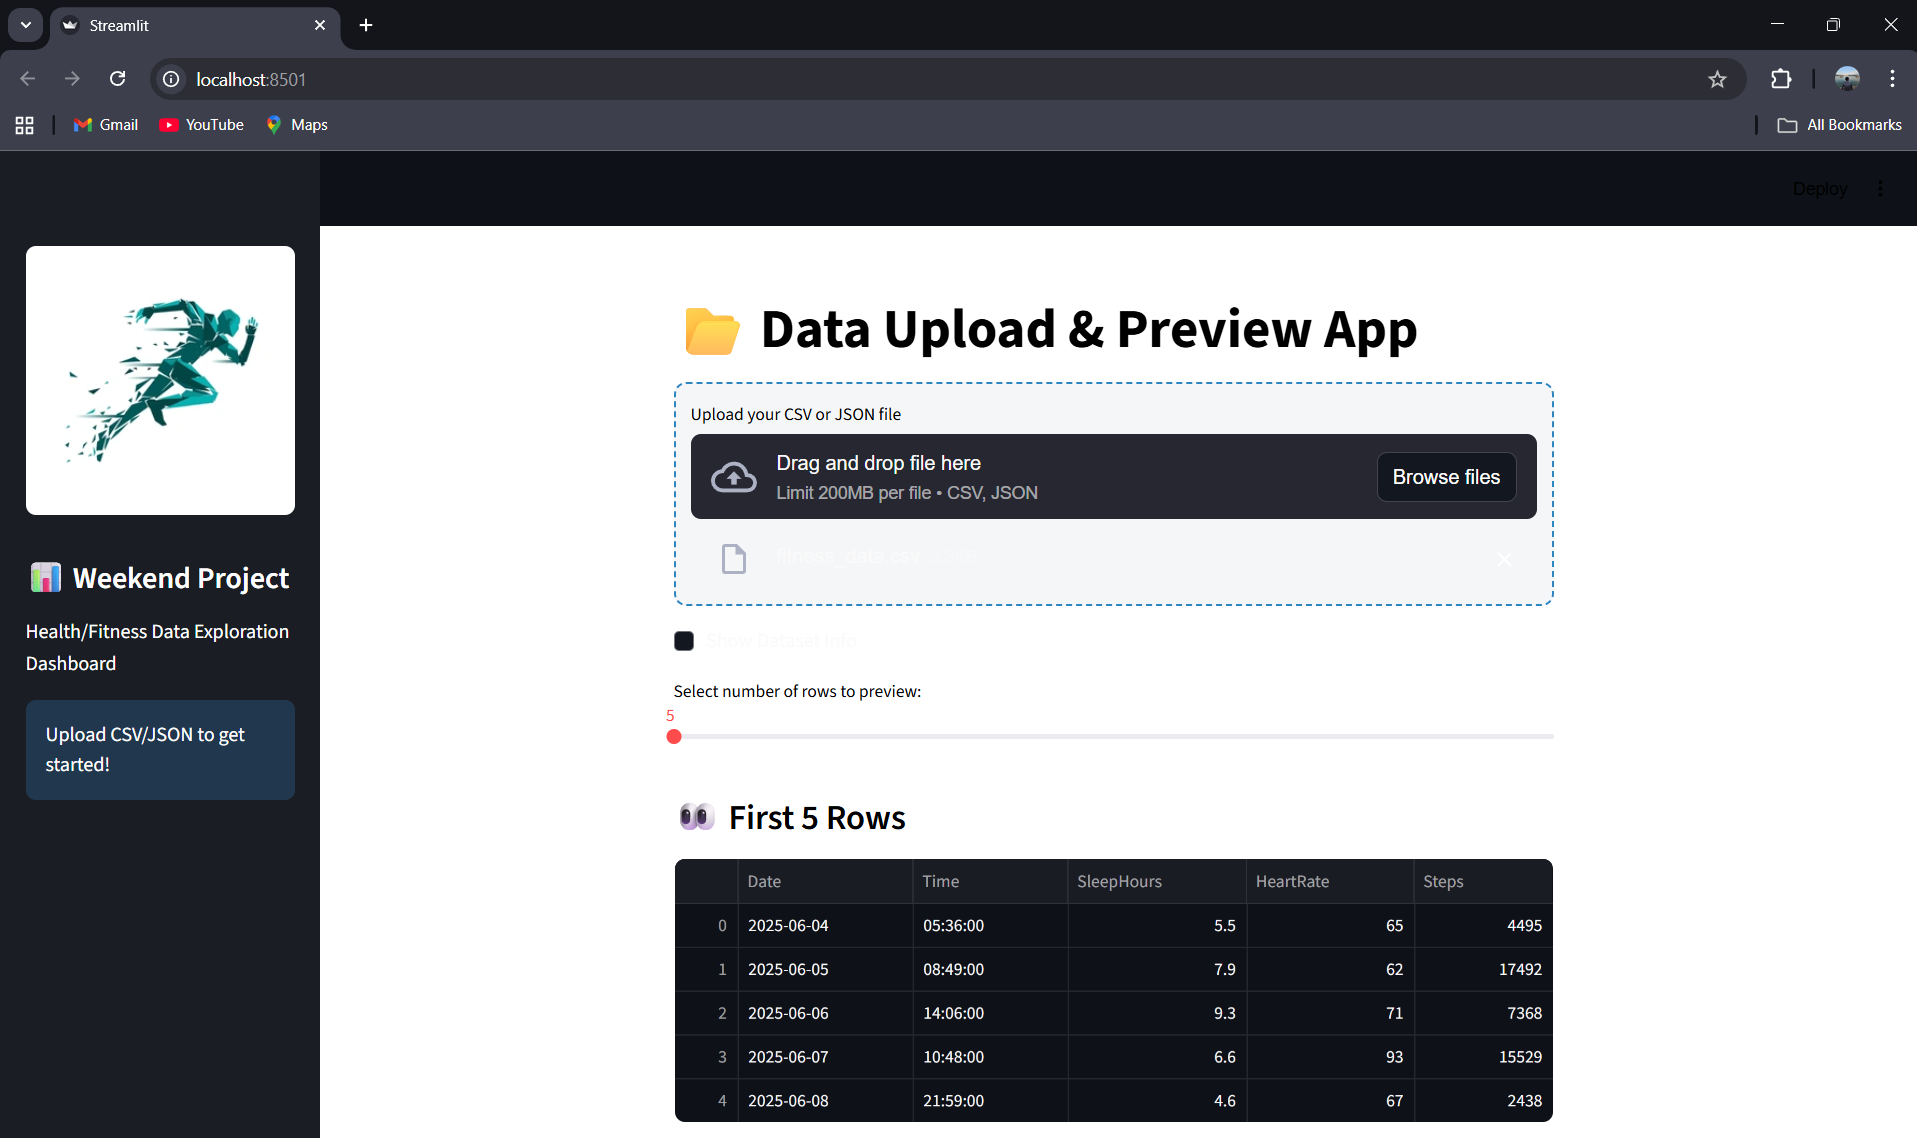 Streamlit
localhost:8501
Gmail YouTube Maps All Bookmarks
Deploy
📊 Weekend Project
Health/Fitness Data Exploration
Dashboard
Upload CSV/JSON to get
started!
📂 Data Upload & Preview App
Upload your CSV or JSON file
Drag and drop file here
Limit 200MB per file • CSV, JSON
Browse files
fitness_data.csv
Show Dataset Info
Select number of rows to preview:
5
👀 First 5 Rows
Date Time SleepHours HeartRate Steps
0 2025-06-04 05:36:00 5.5 65 4495
1 2025-06-05 08:49:00 7.9 62 17492
2 2025-06-06 14:06:00 9.3 71 7368
3 2025-06-07 10:48:00 6.6 93 15529
4 2025-06-08 21:59:00 4.6 67 2438